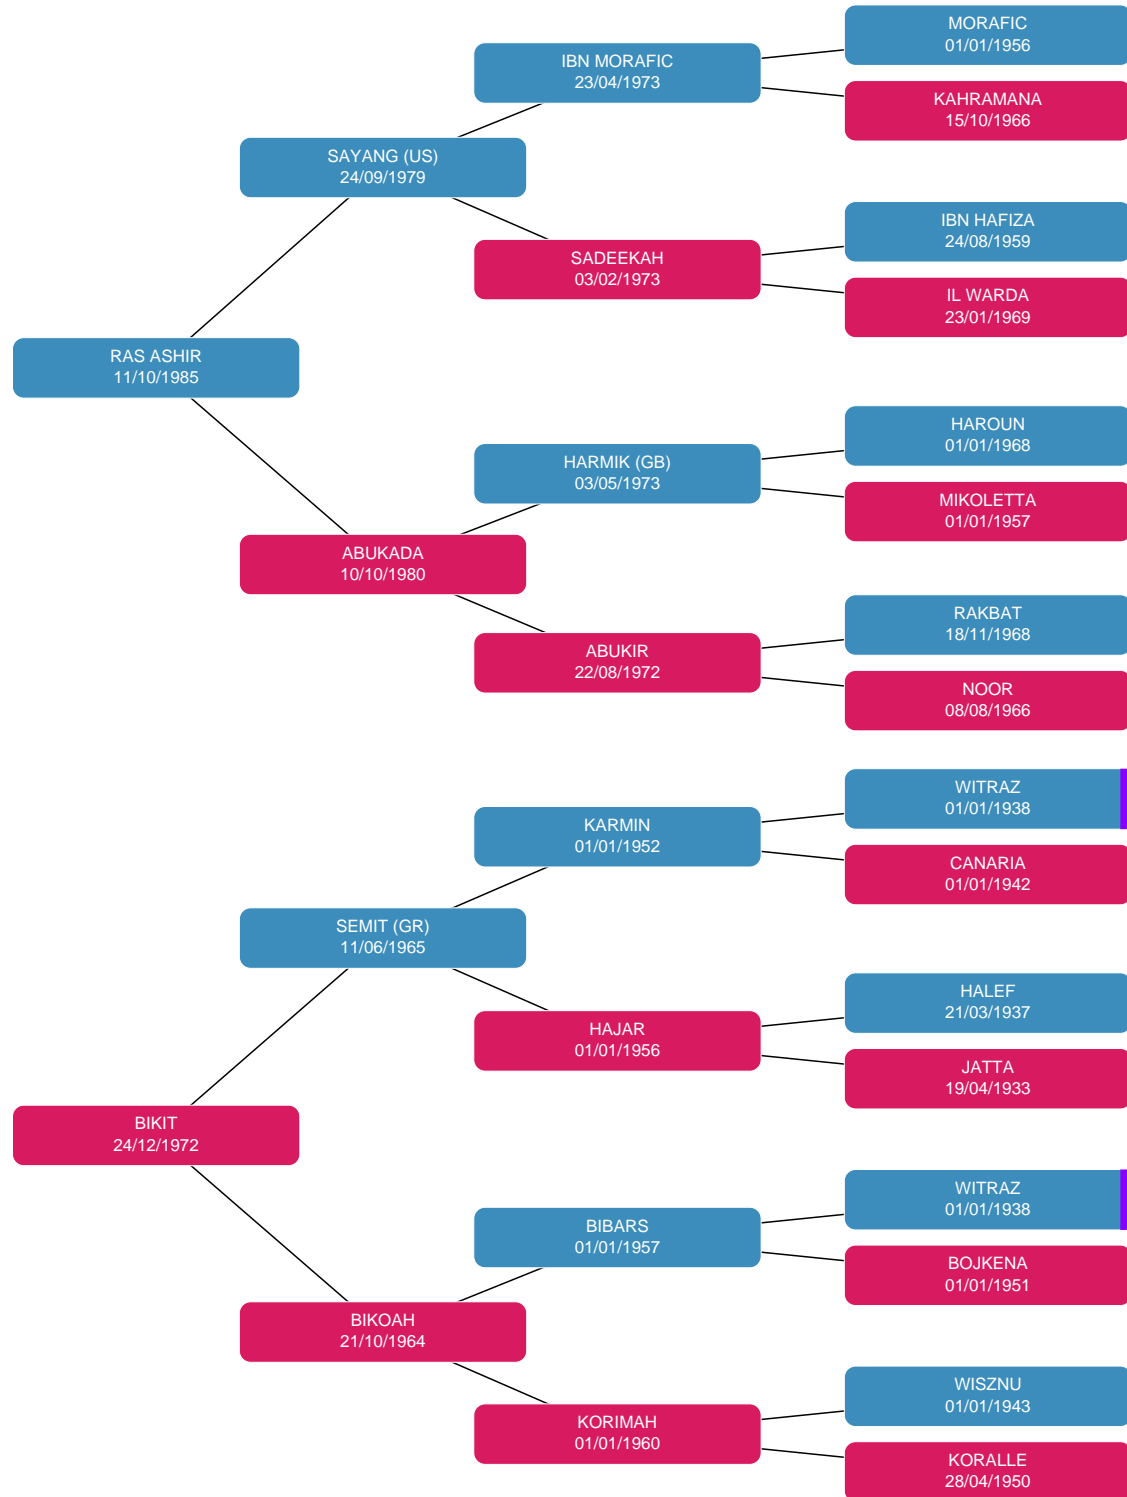 MORAFIC
01/01/1956
IBN MORAFIC
23/04/1973
KAHRAMANA
15/10/1966
SAYANG (US)
24/09/1979
IBN HAFIZA
24/08/1959
SADEEKAH
03/02/1973
IL WARDA
23/01/1969
RAS ASHIR
11/10/1985
HAROUN
01/01/1968
HARMIK (GB)
03/05/1973
MIKOLETTA
01/01/1957
ABUKADA
10/10/1980
RAKBAT
18/11/1968
ABUKIR
22/08/1972
NOOR
08/08/1966
WITRAZ
01/01/1938
KARMIN
01/01/1952
CANARIA
01/01/1942
SEMIT (GR)
11/06/1965
HALEF
21/03/1937
HAJAR
01/01/1956
JATTA
19/04/1933
BIKIT
24/12/1972
WITRAZ
01/01/1938
BIBARS
01/01/1957
BOJKENA
01/01/1951
BIKOAH
21/10/1964
WISZNU
01/01/1943
KORIMAH
01/01/1960
KORALLE
28/04/1950